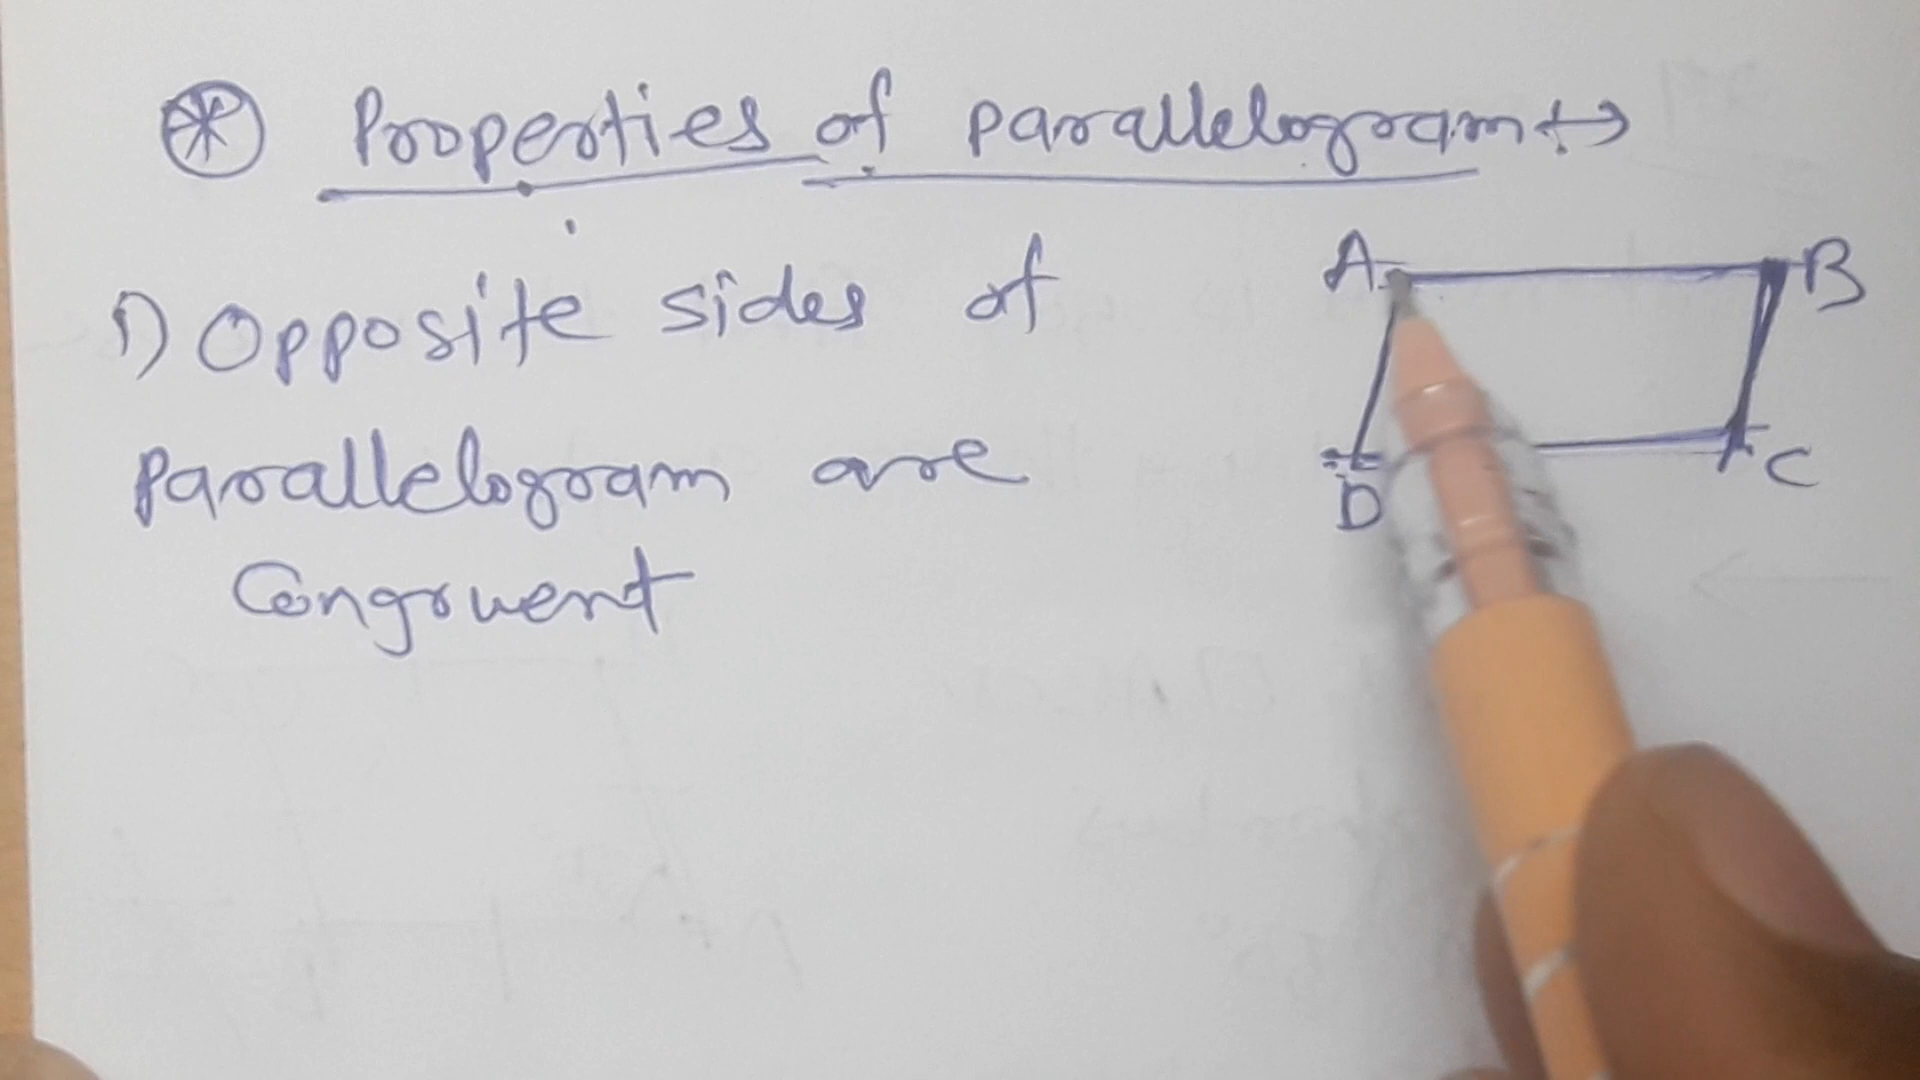 Properties of parallelogram
1) Opposite sides of
parallelogram are
Congruent
A
B
D
C